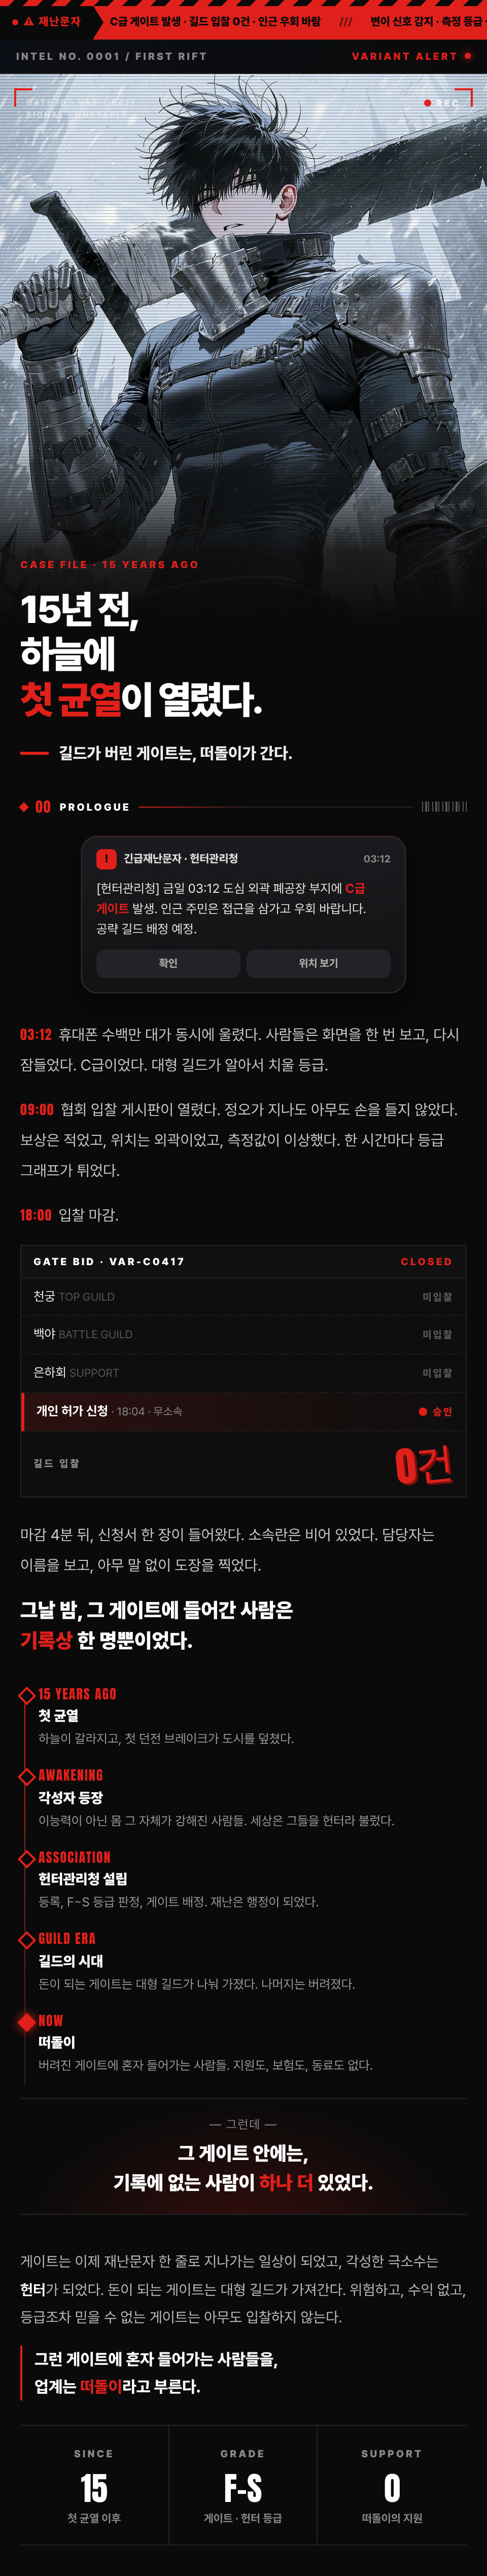 ⚠ 재난문자
C급 게이트 발생 · 길드 입찰 0건 · 인근 우회 바람 /// 변이 신호 감지 · 측정 등급
INTEL NO. 0001 / FIRST RIFT
VARIANT ALERT
REC
CASE FILE · 15 YEARS AGO
15년 전,
하늘에
첫 균열이 열렸다.
길드가 버린 게이트는, 떠돌이가 간다.
00 PROLOGUE
! 긴급재난문자 · 헌터관리청 03:12
[헌터관리청] 금일 03:12 도심 외곽 폐공장 부지에 C급
게이트 발생. 인근 주민은 접근을 삼가고 우회 바랍니다.
공략 길드 배정 예정.
확인
위치 보기
03:12 휴대폰 수백만 대가 동시에 울렸다. 사람들은 화면을 한 번 보고, 다시
잠들었다. C급이었다. 대형 길드가 알아서 치울 등급.
09:00 협회 입찰 게시판이 열렸다. 정오가 지나도 아무도 손을 들지 않았다.
보상은 적었고, 위치는 외곽이었고, 측정값이 이상했다. 한 시간마다 등급
그래프가 튀었다.
18:00 입찰 마감.
GATE BID · VAR-C0417 CLOSED
천궁 TOP GUILD 미입찰
백야 BATTLE GUILD 미입찰
은하회 SUPPORT 미입찰
개인 허가 신청 · 18:04 · 무소속 승인
길드 입찰 0건
마감 4분 뒤, 신청서 한 장이 들어왔다. 소속란은 비어 있었다. 담당자는
이름을 보고, 아무 말 없이 도장을 찍었다.
그날 밤, 그 게이트에 들어간 사람은
기록상 한 명뿐이었다.
15 YEARS AGO
첫 균열
하늘이 갈라지고, 첫 던전 브레이크가 도시를 덮쳤다.
AWAKENING
각성자 등장
이능력이 아닌 몸 그 자체가 강해진 사람들. 세상은 그들을 헌터라 불렀다.
ASSOCIATION
헌터관리청 설립
등록, F~S 등급 판정, 게이트 배정. 재난은 행정이 되었다.
GUILD ERA
길드의 시대
돈이 되는 게이트는 대형 길드가 나눠 가졌다. 나머지는 버려졌다.
NOW
떠돌이
버려진 게이트에 혼자 들어가는 사람들. 지원도, 보험도, 동료도 없다.
— 그런데 —
그 게이트 안에는,
기록에 없는 사람이 하나 더 있었다.
게이트는 이제 재난문자 한 줄로 지나가는 일상이 되었고, 각성한 극소수는
헌터가 되었다. 돈이 되는 게이트는 대형 길드가 가져간다. 위험하고, 수익 없고,
등급조차 믿을 수 없는 게이트는 아무도 입찰하지 않는다.
그런 게이트에 혼자 들어가는 사람들을,
업계는 떠돌이라고 부른다.
SINCE
15
첫 균열 이후
GRADE
F-S
게이트 · 헌터 등급
SUPPORT
0
떠돌이의 지원